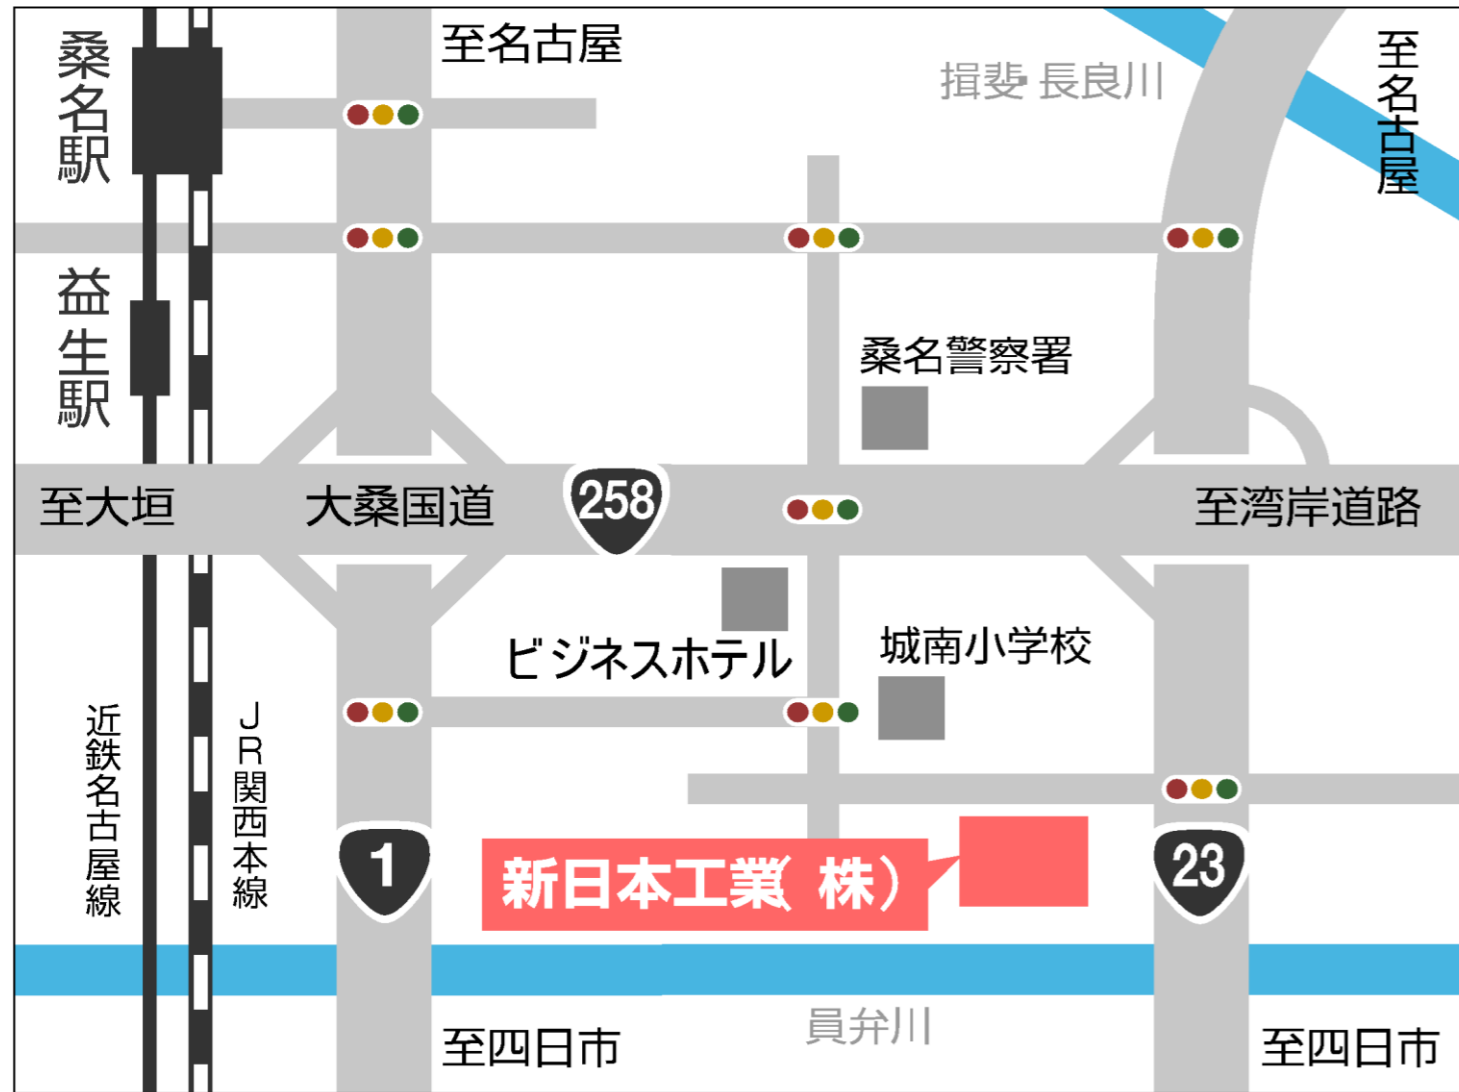 桑名駅
至名古屋
揖斐・長良川
至名古屋
益生駅
桑名警察署
至大垣
大桑国道
258
至湾岸道路
ビジネスホテル
城南小学校
近鉄名古屋線
JR関西本線
1
新日本工業(株)
23
員弁川
至四日市
至四日市